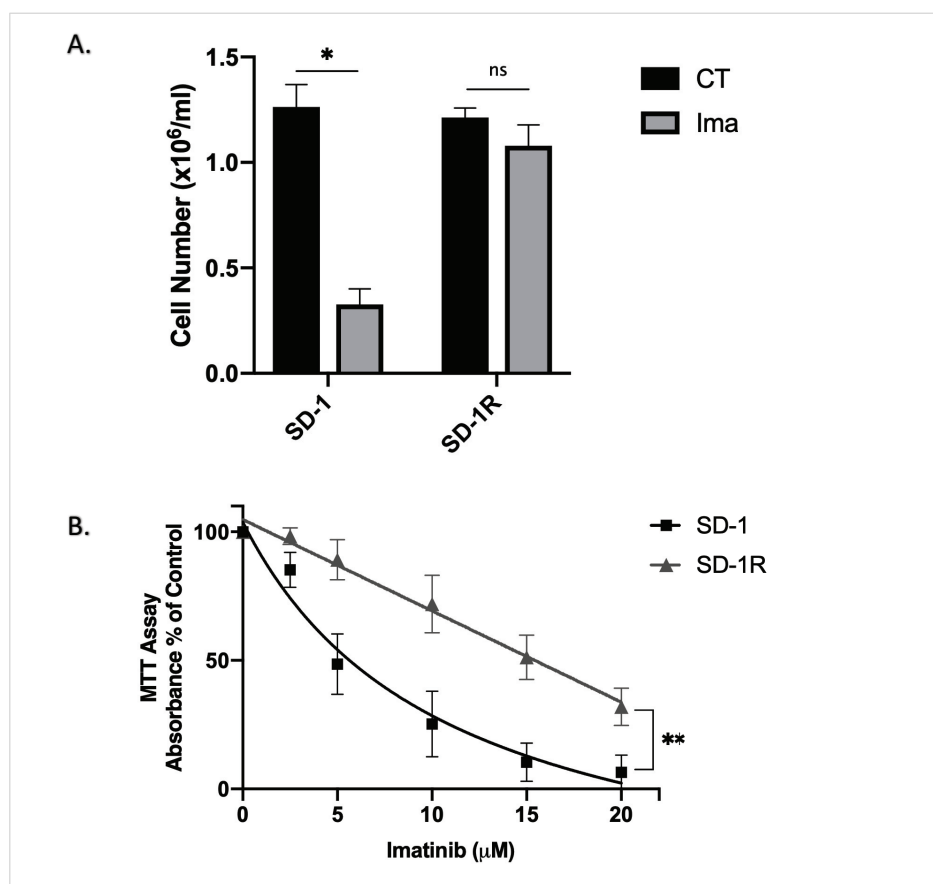 A.
*
ns
CT
Ima
1.5
1.0
0.5
0.0
Cell Number (x10⁶/ml)
SD-1
SD-1R
B.
SD-1
SD-1R
MTT Assay
Absorbance % of Control
100
50
0
**
0 5 10 15 20
Imatinib (μM)